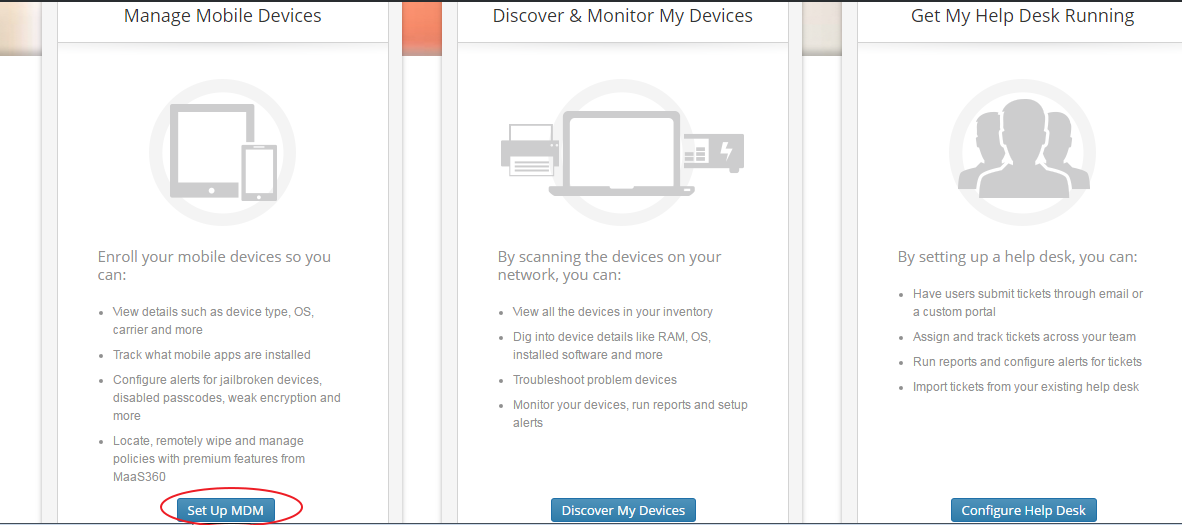 Manage Mobile Devices
Enroll your mobile devices so you
can:
View details such as device type, OS,
carrier and more
Track what mobile apps are installed
Configure alerts for jailbroken devices,
disabled passcodes, weak encryption and
more
Locate, remotely wipe and manage
policies with premium features from
MaaS360
Set Up MDM
Discover & Monitor My Devices
By scanning the devices on your
network, you can:
View all the devices in your inventory
Dig into device details like RAM, OS,
installed software and more
Troubleshoot problem devices
Monitor your devices, run reports and setup
alerts
Discover My Devices
Get My Help Desk Running
By setting up a help desk, you can:
Have users submit tickets through email or
a custom portal
Assign and track tickets across your team
Run reports and configure alerts for tickets
Import tickets from your existing help desk
Configure Help Desk